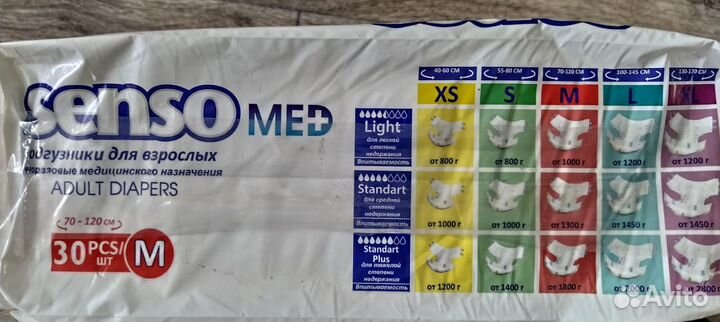 senso MED
подгузники для взрослых
норазовые медицинского назначения
ADULT DIAPERS
70 - 120 см
30 PCS/
шт
M
40-60 СМ 55-80 СМ 70-120 СМ 100-145 СМ 130-170 СМ
XS S M L XL
Light
для легкой
степени
недержания
Впитываемость
от 800 г от 800 г от 1000 г от 1200 г от 1200 г
Standart
для средней
степени
недержания
Впитываемость
от 1000 г от 1000 г от 1300 г от 1450 г от 1450 г
Standart
Plus
для тяжелой
степени
недержания
Впитываемость
от 1200 г от 1400 г от 1800 г от 2000 г от 2800 г
Avito